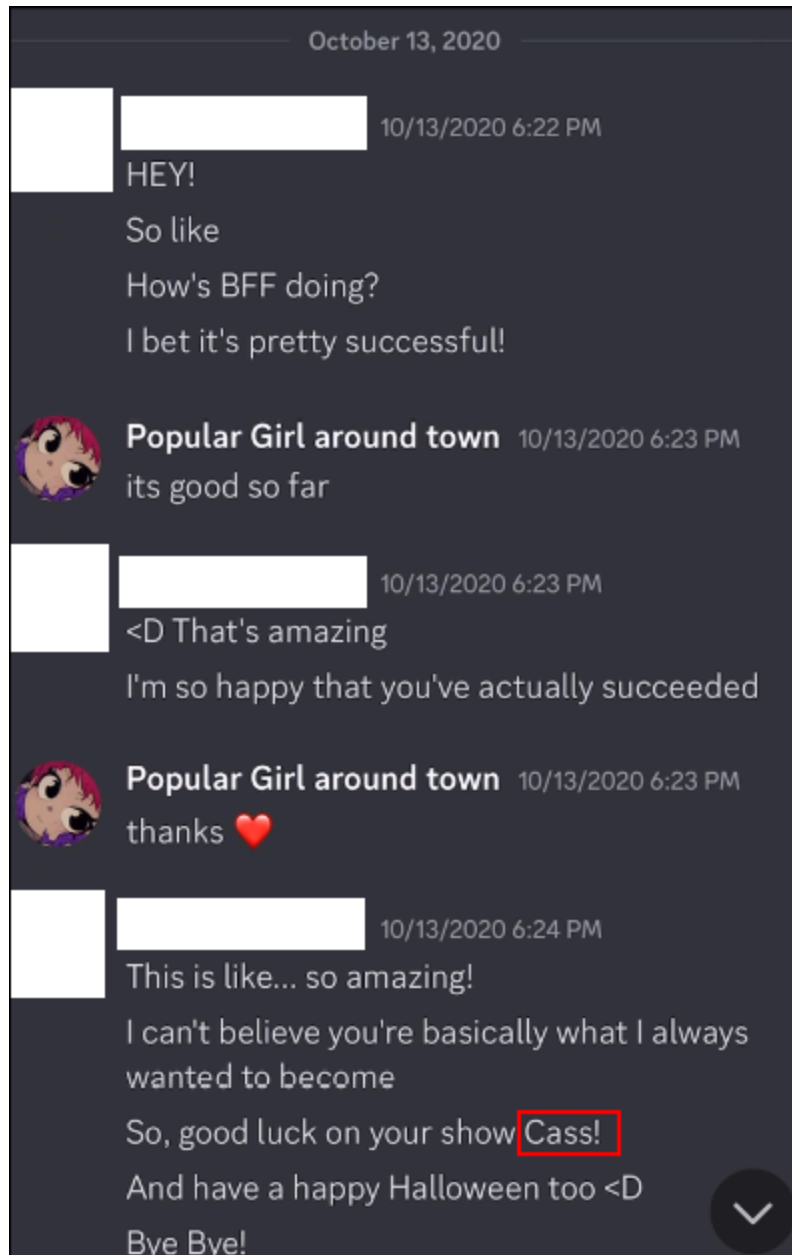 October 13, 2020
10/13/2020 6:22 PM
HEY!
So like
How's BFF doing?
I bet it's pretty successful!
Popular Girl around town 10/13/2020 6:23 PM
its good so far
10/13/2020 6:23 PM
<D That's amazing
I'm so happy that you've actually succeeded
Popular Girl around town 10/13/2020 6:23 PM
thanks ❤️
10/13/2020 6:24 PM
This is like... so amazing!
I can't believe you're basically what I always
wanted to become
So, good luck on your show Cass!
And have a happy Halloween too <D
Bye Bye!